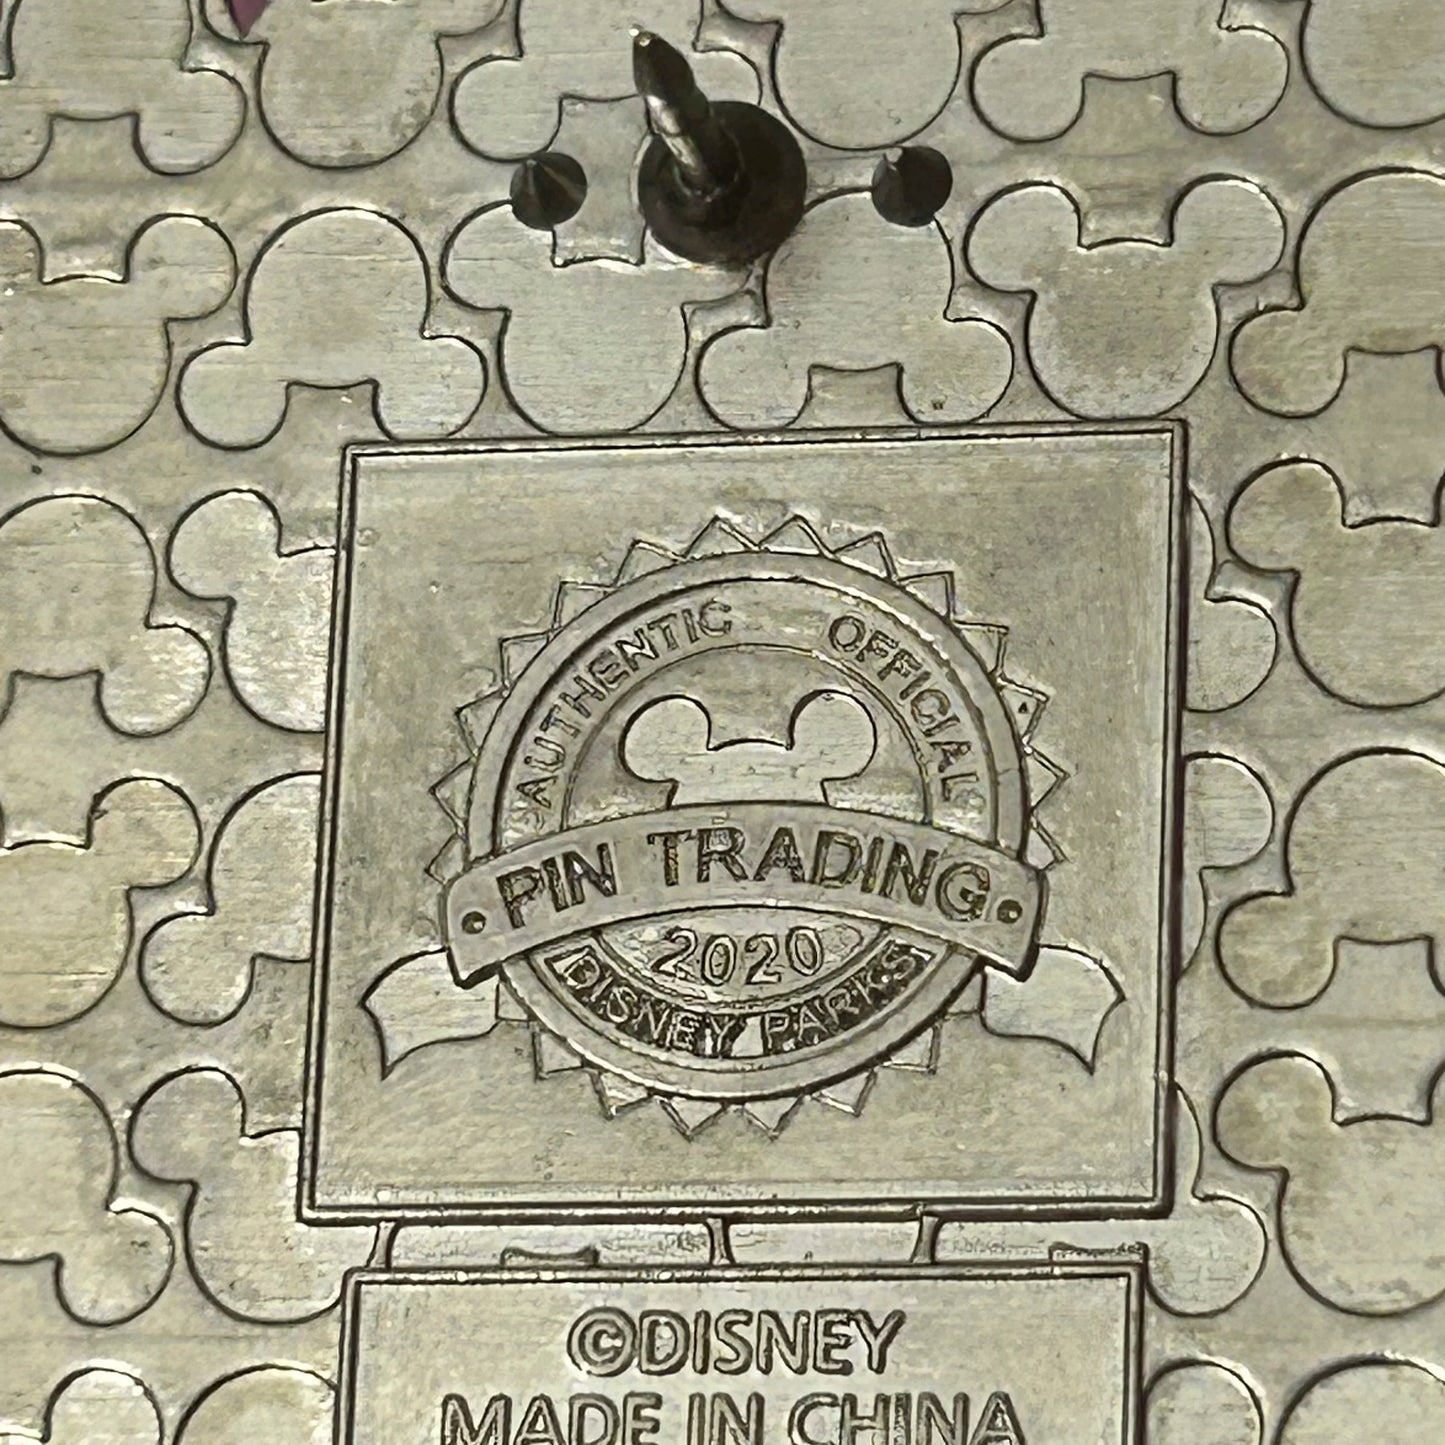 AUTHENTIC OFFICIAL
PIN TRADING
2020
DISNEY PARKS
©DISNEY
MADE IN CHINA